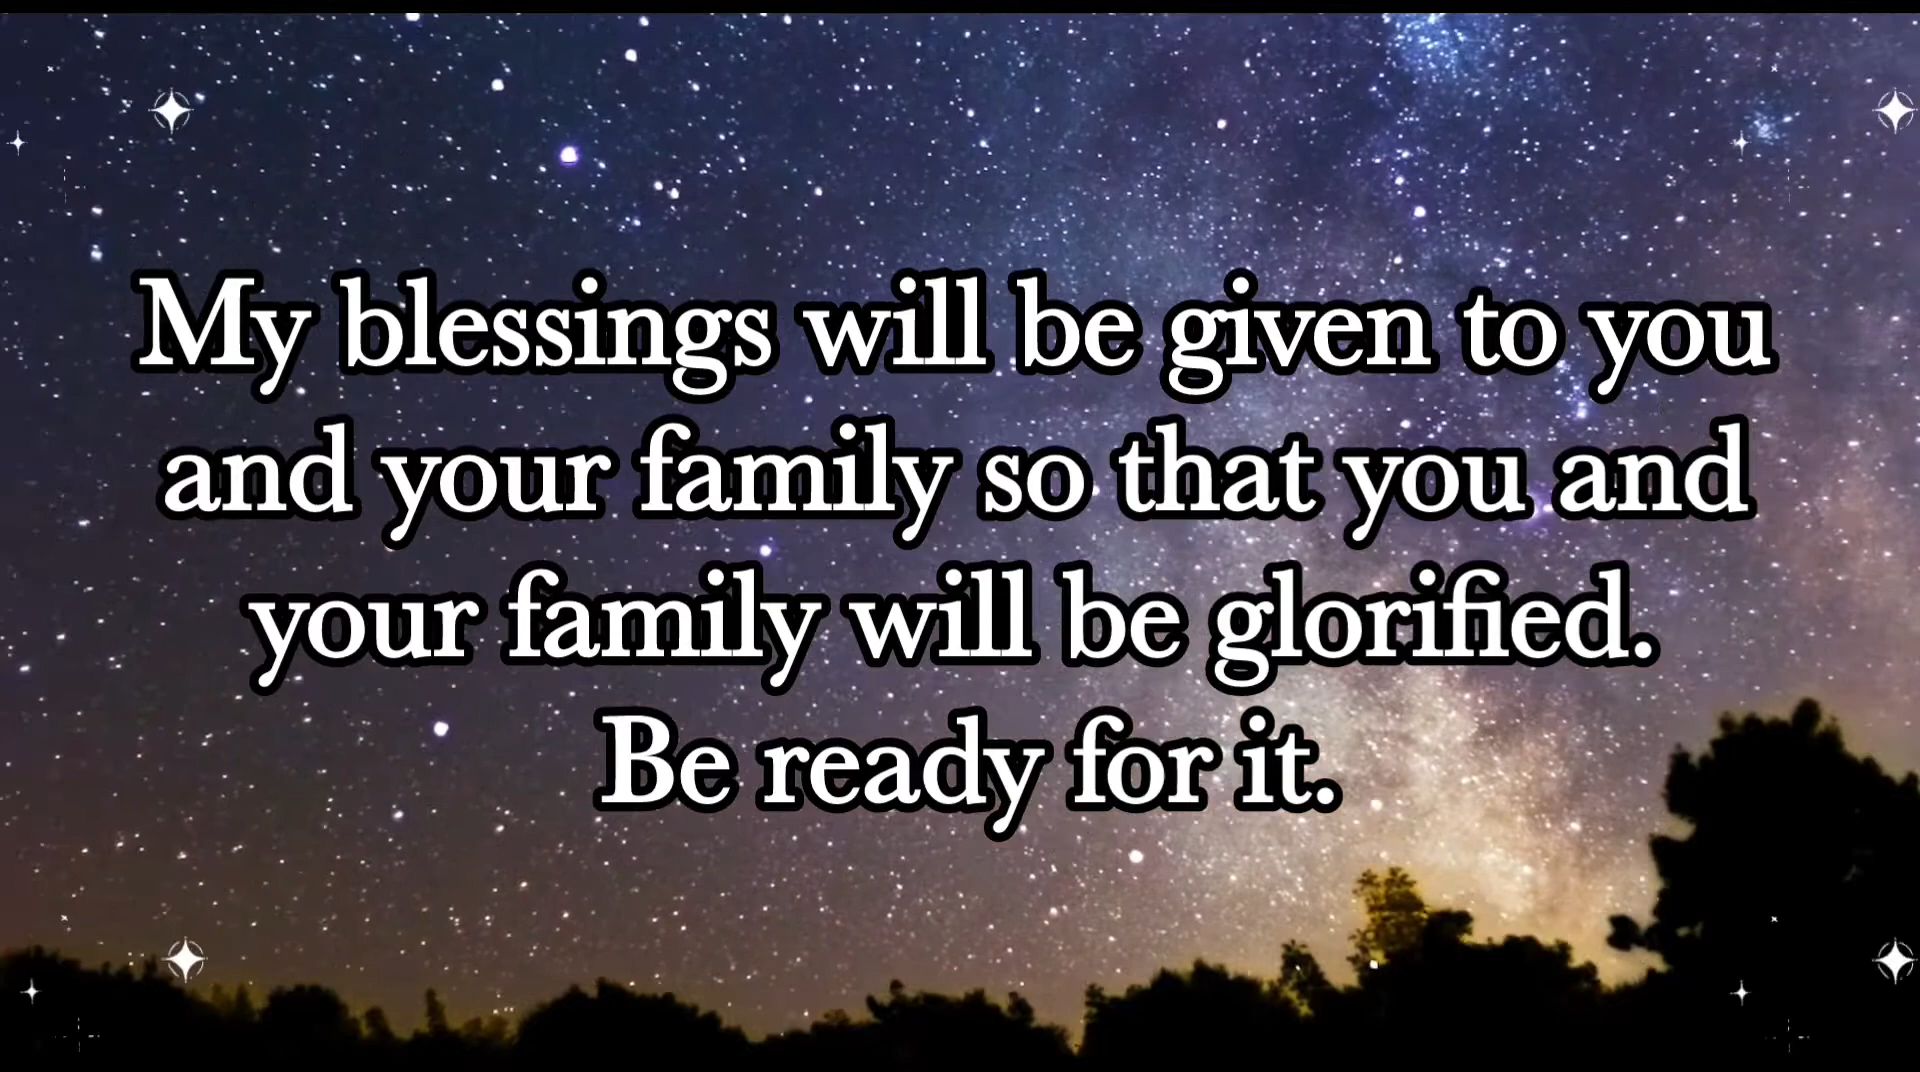 My blessings will be given to you
and your family so that you and
your family will be glorified.
Be ready for it.